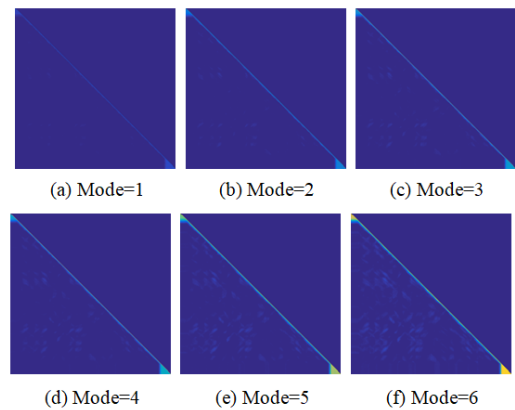 (a) Mode=1
(b) Mode=2
(c) Mode=3
(d) Mode=4
(e) Mode=5
(f) Mode=6